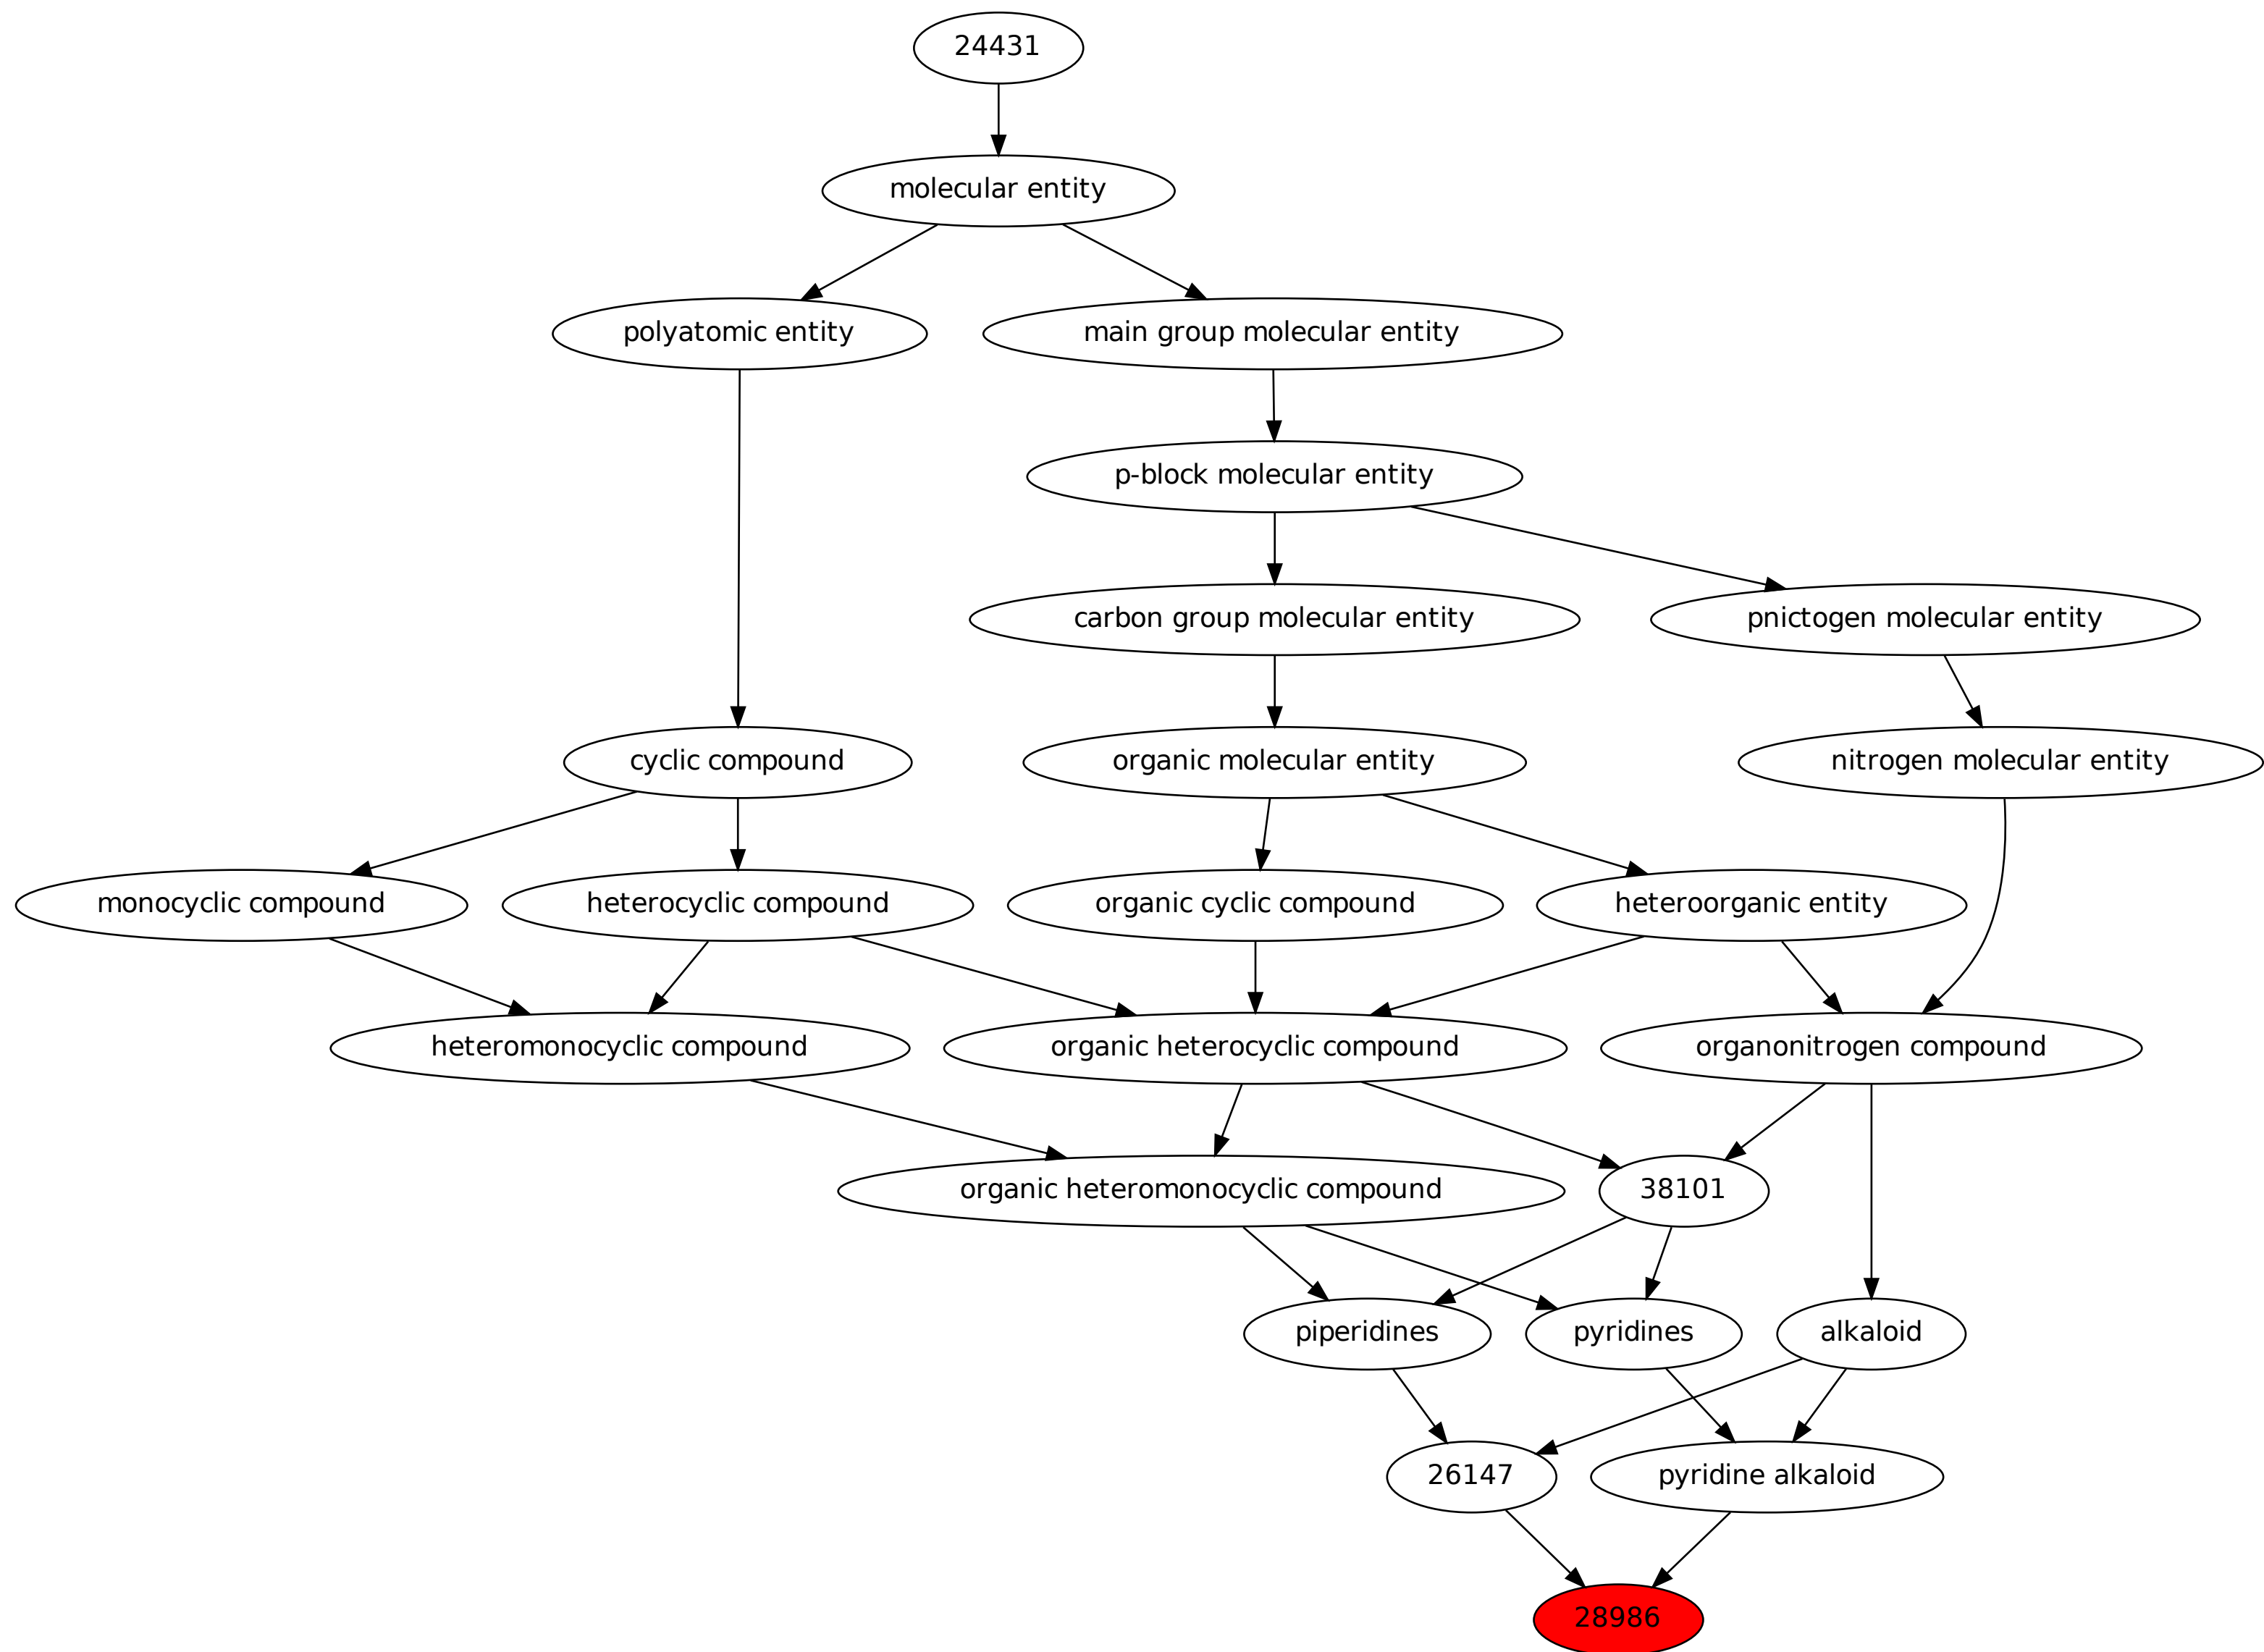 24431
molecular entity
polyatomic entity
main group molecular entity
p-block molecular entity
carbon group molecular entity
pnictogen molecular entity
cyclic compound
organic molecular entity
nitrogen molecular entity
monocyclic compound
heterocyclic compound
organic cyclic compound
heteroorganic entity
heteromonocyclic compound
organic heterocyclic compound
organonitrogen compound
organic heteromonocyclic compound
38101
piperidines
pyridines
alkaloid
26147
pyridine alkaloid
28986